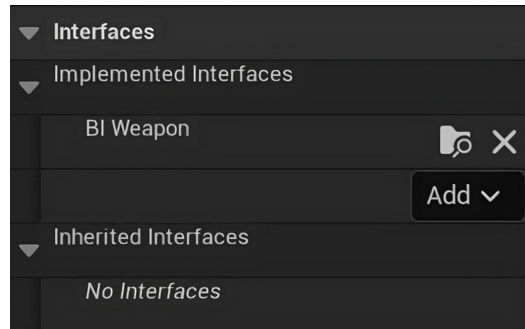 Interfaces
Implemented Interfaces
BI Weapon
Add
Inherited Interfaces
No Interfaces